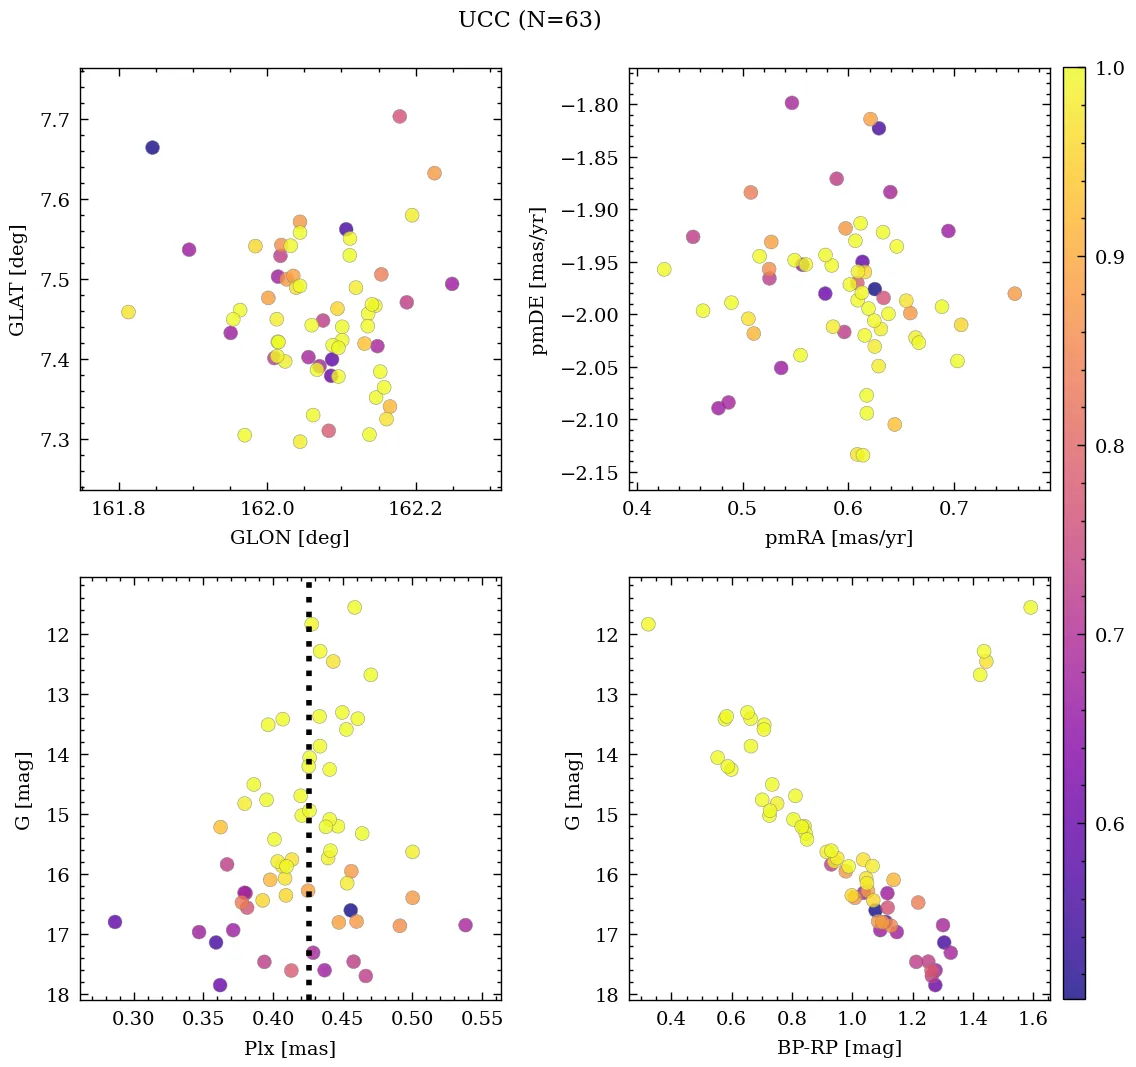 UCC (N=63)
7.7
7.6
7.5
7.4
7.3
GLAT [deg]
161.8 162.0 162.2
GLON [deg]
−1.80
−1.85
−1.90
−1.95
−2.00
−2.05
−2.10
−2.15
pmDE [mas/yr]
0.4 0.5 0.6 0.7
pmRA [mas/yr]
12
13
14
15
16
17
18
G [mag]
0.30 0.35 0.40 0.45 0.50 0.55
Plx [mas]
12
13
14
15
16
17
18
G [mag]
0.4 0.6 0.8 1.0 1.2 1.4 1.6
BP-RP [mag]
1.0
0.9
0.8
0.7
0.6